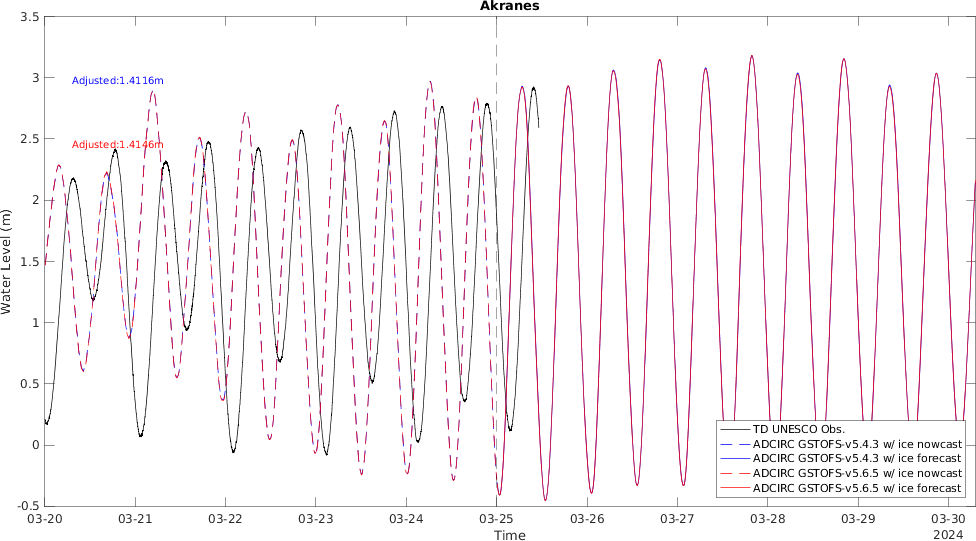 Akranes
3.5
3
2.5
2
1.5
1
0.5
0
-0.5
Water Level (m)
Adjusted:1.4116m
Adjusted:1.4146m
TD UNESCO Obs.
ADCIRC GSTOFS-v5.4.3 w/ ice nowcast
ADCIRC GSTOFS-v5.4.3 w/ ice forecast
ADCIRC GSTOFS-v5.6.5 w/ ice nowcast
ADCIRC GSTOFS-v5.6.5 w/ ice forecast
03-20 03-21 03-22 03-23 03-24 03-25 03-26 03-27 03-28 03-29 03-30
Time
2024